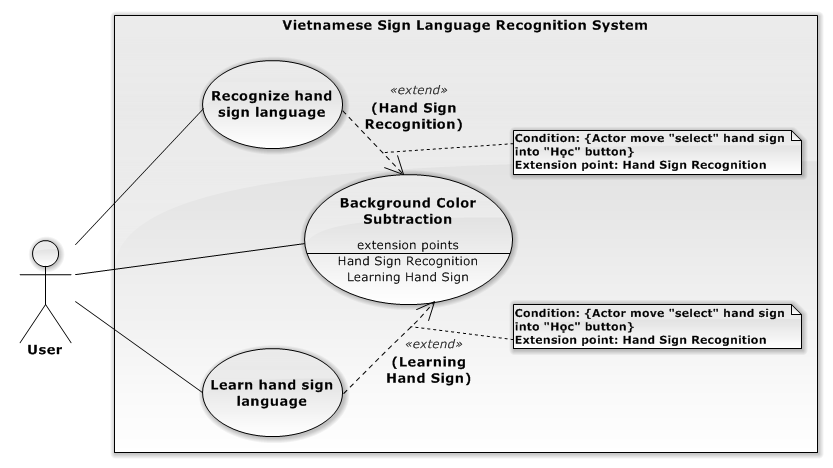 Vietnamese Sign Language Recognition System
Recognize hand
sign language
«extend»
(Hand Sign
Recognition)
Condition: {Actor move "select" hand sign
into "Học" button}
Extension point: Hand Sign Recognition
Background Color
Subtraction
extension points
Hand Sign Recognition
Learning Hand Sign
User
Condition: {Actor move "select" hand sign
into "Học" button}
Extension point: Hand Sign Recognition
«extend»
(Learning
Hand Sign)
Learn hand sign
language